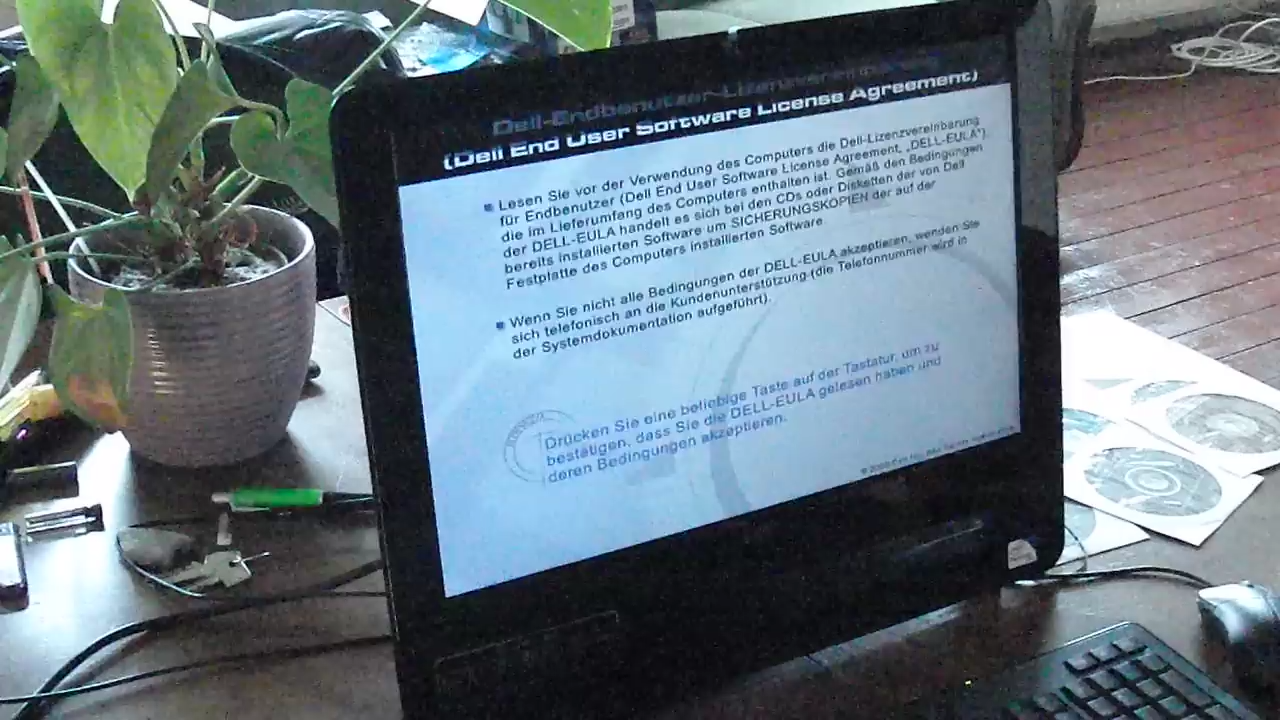 Dell-Endbenutzer-Lizenzvereinbarung
(Dell End User Software License Agreement)
Lesen Sie vor der Verwendung des Computers die Dell-Lizenzvereinbarung
für Endbenutzer (Dell End User Software License Agreement, „DELL-EULA“),
die im Lieferumfang des Computers enthalten ist. Gemäß den Bedingungen
der DELL-EULA handelt es sich bei den CDs oder Disketten der von Dell
bereits installierten Software um SICHERUNGSKOPIEN der auf der
Festplatte des Computers installierten Software.
Wenn Sie nicht alle Bedingungen der DELL-EULA akzeptieren, wenden Sie
sich telefonisch an die Kundenunterstützung (die Telefonnummer wird in
der Systemdokumentation aufgeführt).
Drücken Sie eine beliebige Taste auf der Tastatur, um zu
bestätigen, dass Sie die DELL-EULA gelesen haben und
deren Bedingungen akzeptieren.